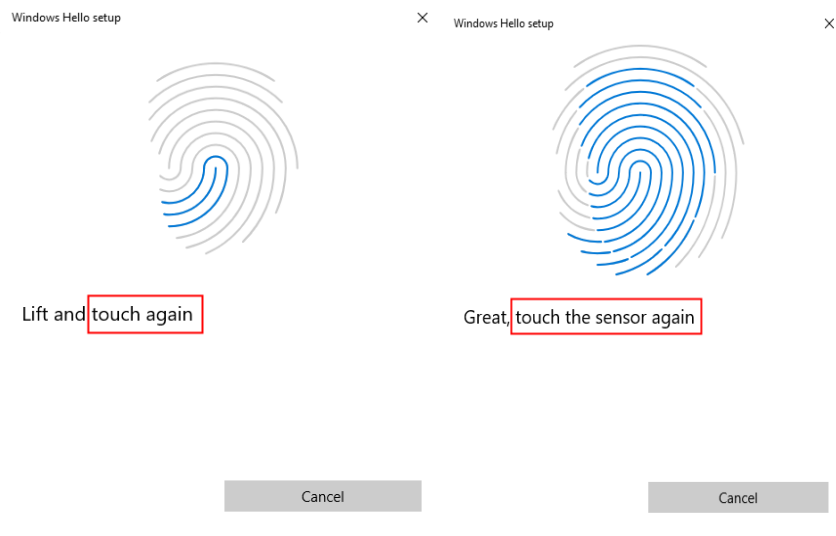 Windows Hello setup
Lift and touch again
Cancel
Windows Hello setup
Great, touch the sensor again
Cancel